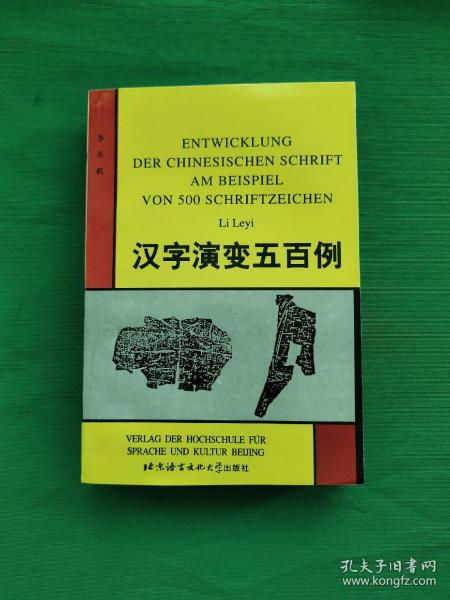 李乐毅
ENTWICKLUNG
DER CHINESISCHEN SCHRIFT
AM BEISPIEL
VON 500 SCHRIFTZEICHEN
Li Leyi
汉字演变五百例
VERLAG DER HOCHSCHULE FÜR
SPRACHE UND KULTUR BEIJING
北京语言文化大学出版社
孔夫子旧书网
www.kongfz.com